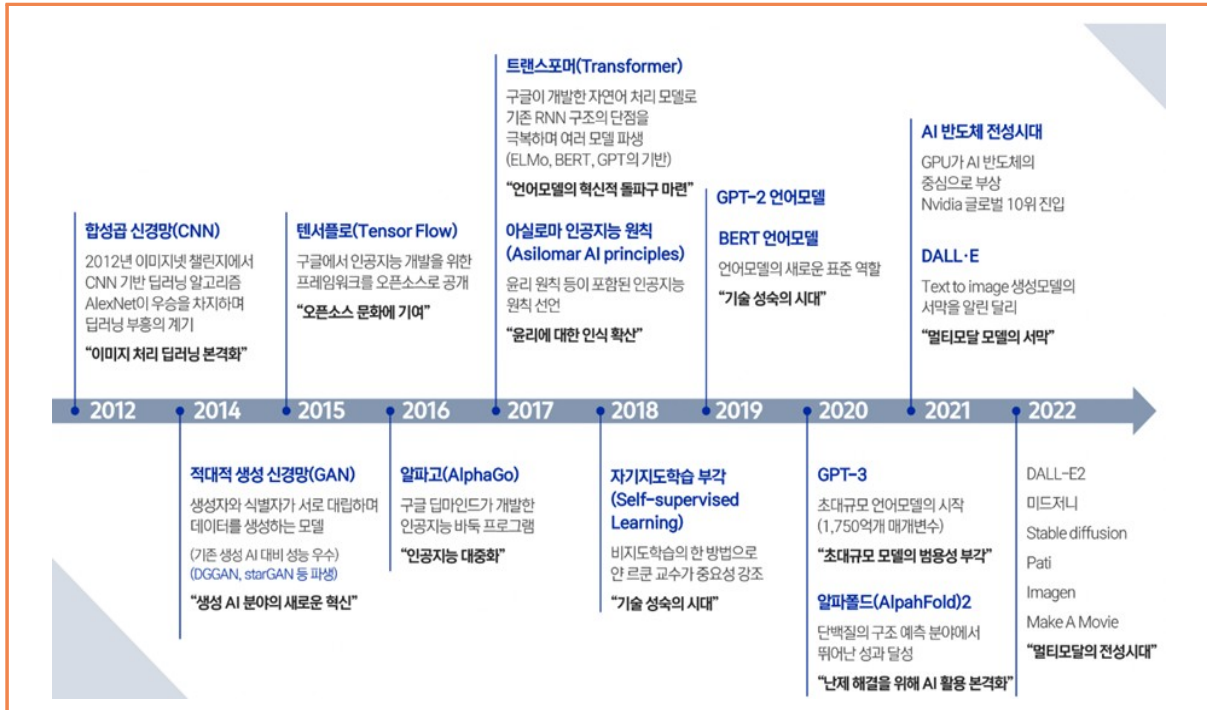 트랜스포머(Transformer)
구글이 개발한 자연어 처리 모델로
기존 RNN 구조의 단점을
극복하며 여러 모델 파생
(ELMo, BERT, GPT의 기반)
“언어모델의 혁신적 돌파구 마련”
AI 반도체 전성시대
GPU가 AI 반도체의
중심으로 부상
Nvidia 글로벌 10위 진입
합성곱 신경망(CNN)
2012년 이미지넷 챌린지에서
CNN 기반 딥러닝 알고리즘
AlexNet이 우승을 차지하며
딥러닝 부흥의 계기
“이미지 처리 딥러닝 본격화”
텐서플로(Tensor Flow)
구글에서 인공지능 개발을 위한
프레임워크를 오픈소스로 공개
“오픈소스 문화에 기여”
아실로마 인공지능 원칙
(Asilomar AI principles)
윤리 원칙 등이 포함된 인공지능
원칙 선언
“윤리에 대한 인식 확산”
GPT-2 언어모델
BERT 언어모델
언어모델의 새로운 표준 역할
“기술 성숙의 시대”
DALL·E
Text to image 생성모델의
서막을 알린 달리
“멀티모달 모델의 서막”
2012 2014 2015 2016 2017 2018 2019 2020 2021 2022
적대적 생성 신경망(GAN)
생성자와 식별자가 서로 대립하며
데이터를 생성하는 모델
(기존 생성 AI 대비 성능 우수)
(DGGAN, starGAN 등 파생)
“생성 AI 분야의 새로운 혁신”
알파고(AlphaGo)
구글 딥마인드가 개발한
인공지능 바둑 프로그램
“인공지능 대중화”
자기지도학습 부각
(Self-supervised
Learning)
비지도학습의 한 방법으로
얀 르쿤 교수가 중요성 강조
“기술 성숙의 시대”
GPT-3
초대규모 언어모델의 시작
(1,750억개 매개변수)
“초대규모 모델의 범용성 부각”
알파폴드(AlpahFold)2
단백질의 구조 예측 분야에서
뛰어난 성과 달성
“난제 해결을 위해 AI 활용 본격화”
DALL-E2
미드저니
Stable diffusion
Pati
Imagen
Make A Movie
“멀티모달의 전성시대”